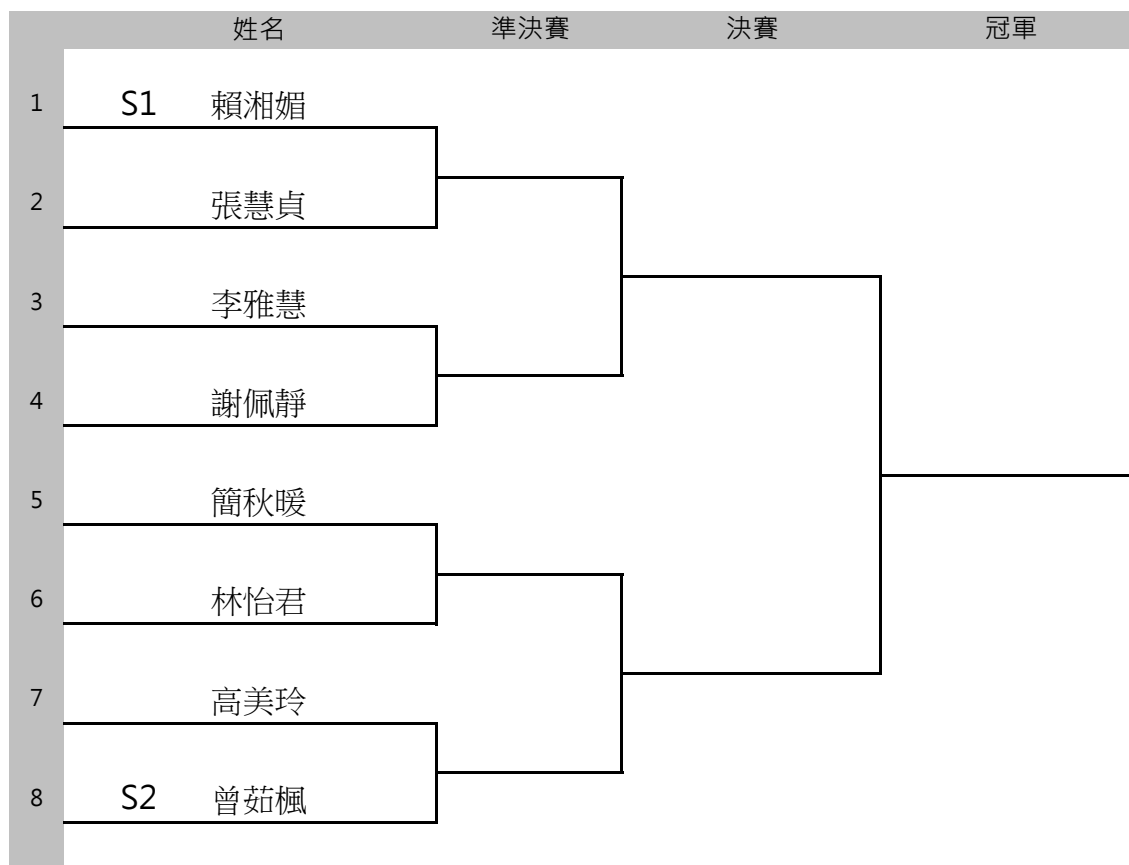 姓名 準決賽 決賽 冠軍
1 S1 賴湘媚
2 張慧貞
3 李雅慧
4 謝佩靜
5 簡秋暖
6 林怡君
7 高美玲
8 S2 曾茹楓